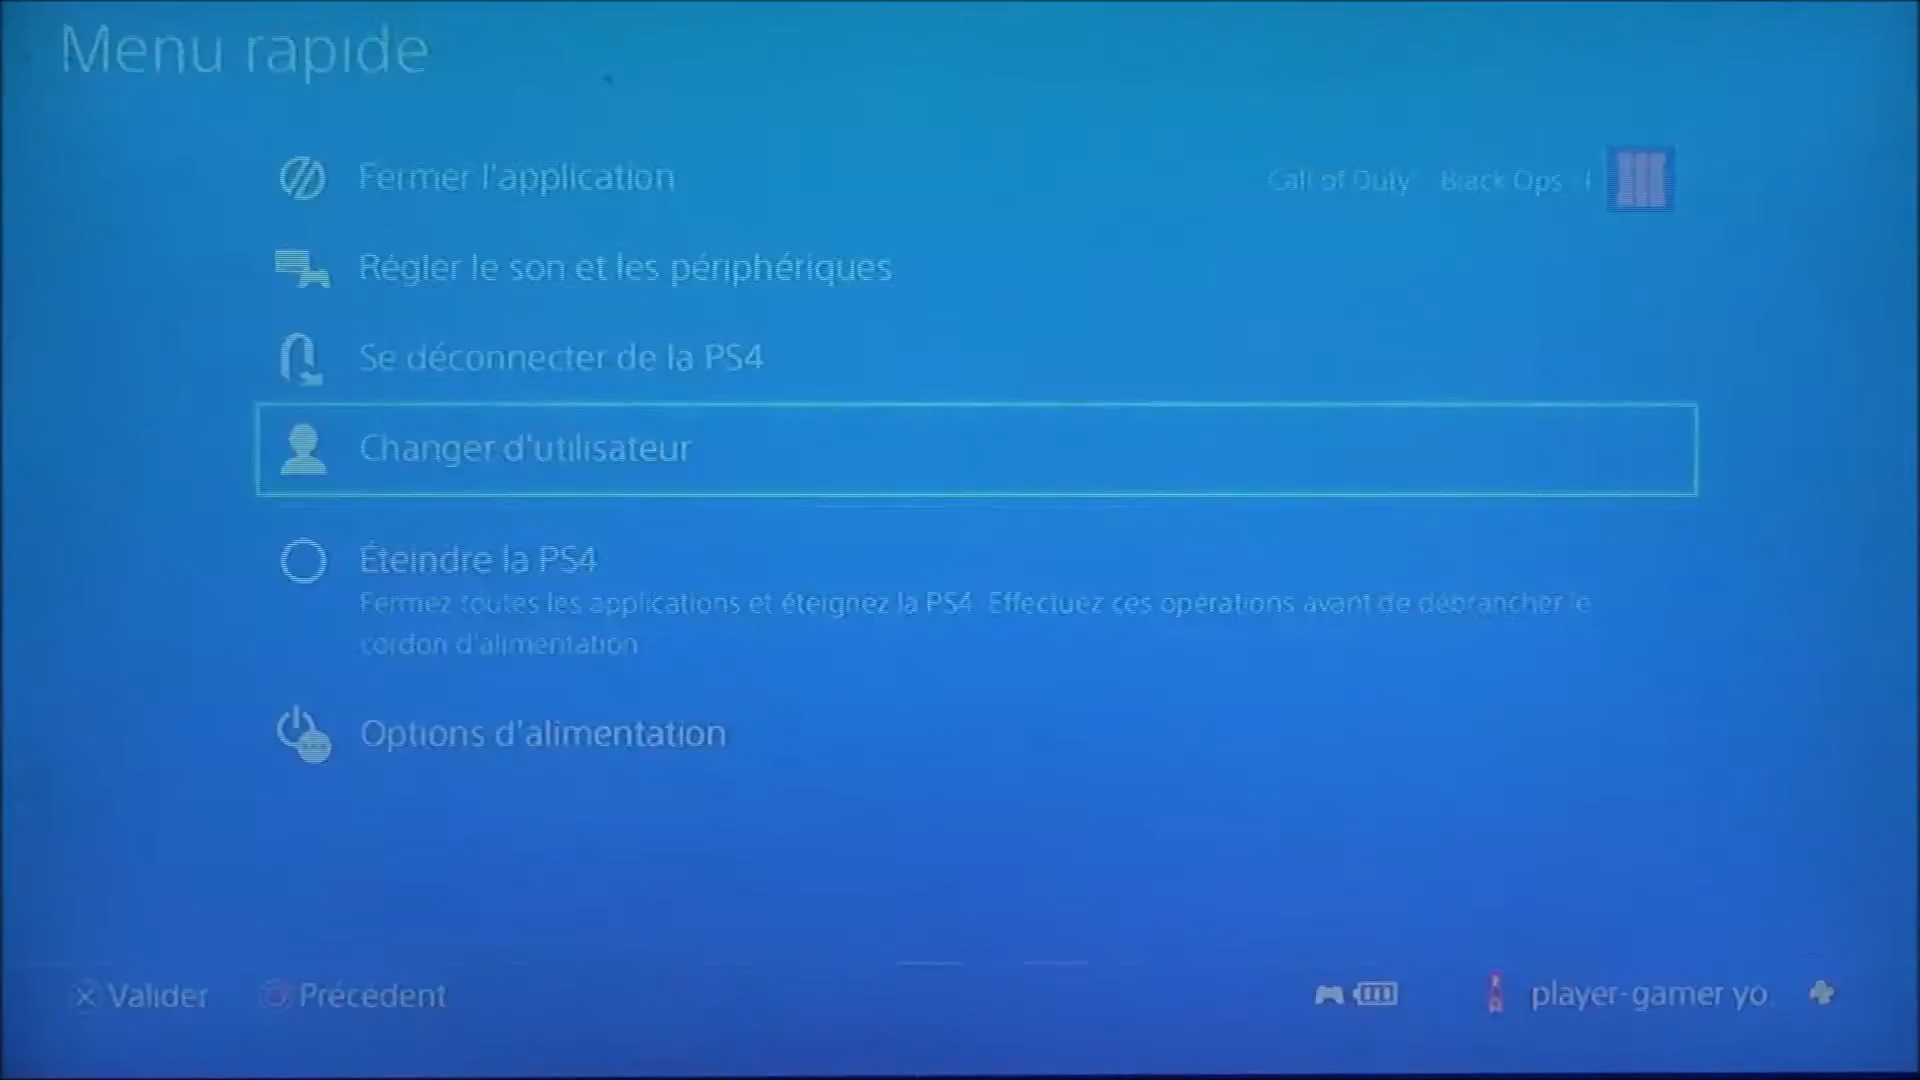 Menu rapide
Fermer l'application
Call of Duty Black Ops
Régler le son et les périphériques
Se déconnecter de la PS4
Changer d'utilisateur
Éteindre la PS4
Fermez toutes les applications et éteignez la PS4. Effectuez ces opérations avant de débrancher le
cordon d'alimentation.
Options d'alimentation
Valider
Précédent
player-gamer yo